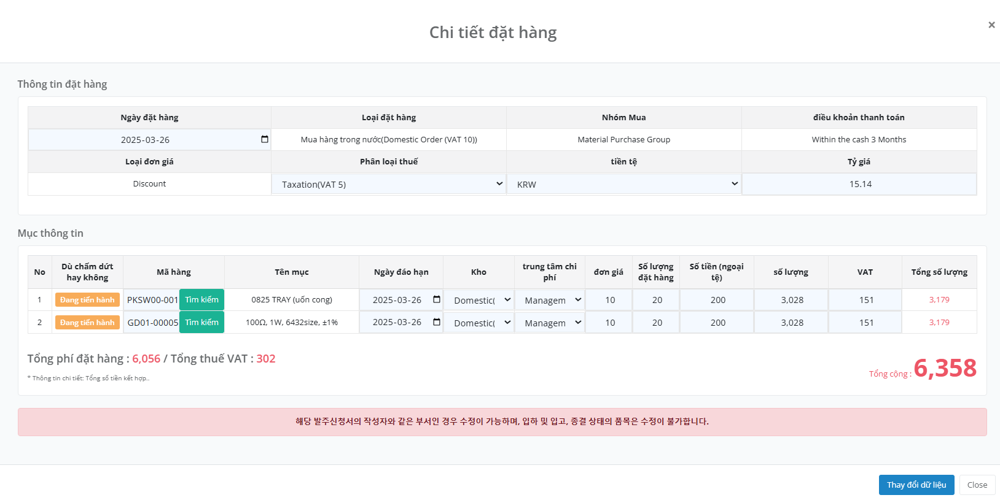 Chi tiết đặt hàng
×
Thông tin đặt hàng
Ngày đặt hàng Loại đặt hàng Nhóm Mua điều khoản thanh toán
2025-03-26 Mua hàng trong nước(Domestic Order (VAT 10)) Material Purchase Group Within the cash 3 Months
Loại đơn giá Phân loại thuế tiền tệ Tỷ giá
Discount Taxation(VAT 5) KRW 15.14
Mục thông tin
No Dù chấm dứt hay không Mã hàng Tên mục Ngày đáo hạn Kho trung tâm chi phí đơn giá Số lượng đặt hàng Số tiền (ngoại tệ) số lượng VAT Tổng số lượng
1 Đang tiến hành PKSW00-001 Tìm kiếm 0825 TRAY (uốn cong) 2025-03-26 Domestic( Managem 10 20 200 3,028 151 3,179
2 Đang tiến hành GD01-00005 Tìm kiếm 100Ω, 1W, 6432size, ±1% 2025-03-26 Domestic( Managem 10 20 200 3,028 151 3,179
Tổng phí đặt hàng : 6,056 / Tổng thuế VAT : 302
* Thông tin chi tiết: Tổng số tiền kết hợp..
Tổng cộng : 6,358
해당 발주신청서의 작성자와 같은 부서인 경우 수정이 가능하며, 입하 및 입고, 종결 상태의 품목은 수정이 불가합니다.
Thay đổi dữ liệu Close